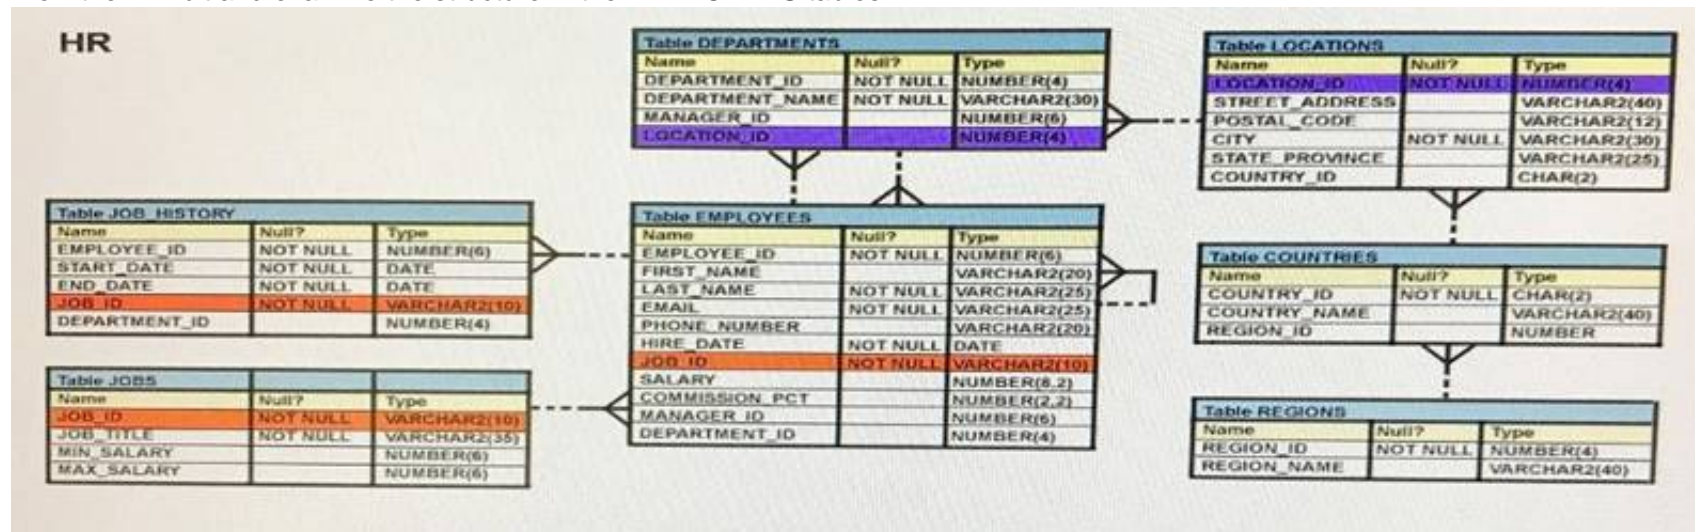 HR
Table DEPARTMENTS
Name Null? Type
DEPARTMENT_ID NOT NULL NUMBER(4)
DEPARTMENT_NAME NOT NULL VARCHAR2(30)
MANAGER_ID NUMBER(6)
LOCATION_ID NUMBER(4)
Table LOCATIONS
Name Null? Type
LOCATION_ID NOT NULL NUMBER(4)
STREET_ADDRESS VARCHAR2(40)
POSTAL_CODE VARCHAR2(12)
CITY NOT NULL VARCHAR2(30)
STATE_PROVINCE VARCHAR2(25)
COUNTRY_ID CHAR(2)
Table JOB_HISTORY
Name Null? Type
EMPLOYEE_ID NOT NULL NUMBER(6)
START_DATE NOT NULL DATE
END_DATE NOT NULL DATE
JOB_ID NOT NULL VARCHAR2(10)
DEPARTMENT_ID NUMBER(4)
Table EMPLOYEES
Name Null? Type
EMPLOYEE_ID NOT NULL NUMBER(6)
FIRST_NAME VARCHAR2(20)
LAST_NAME NOT NULL VARCHAR2(25)
EMAIL NOT NULL VARCHAR2(25)
PHONE_NUMBER VARCHAR2(20)
HIRE_DATE NOT NULL DATE
JOB_ID NOT NULL VARCHAR2(10)
SALARY NUMBER(8,2)
COMMISSION_PCT NUMBER(2,2)
MANAGER_ID NUMBER(6)
DEPARTMENT_ID NUMBER(4)
Table COUNTRIES
Name Null? Type
COUNTRY_ID NOT NULL CHAR(2)
COUNTRY_NAME VARCHAR2(40)
REGION_ID NUMBER
Table JOBS
Name Null? Type
JOB_ID NOT NULL VARCHAR2(10)
JOB_TITLE NOT NULL VARCHAR2(35)
MIN_SALARY NUMBER(6)
MAX_SALARY NUMBER(6)
Table REGIONS
Name Null? Type
REGION_ID NOT NULL NUMBER(4)
REGION_NAME VARCHAR2(40)